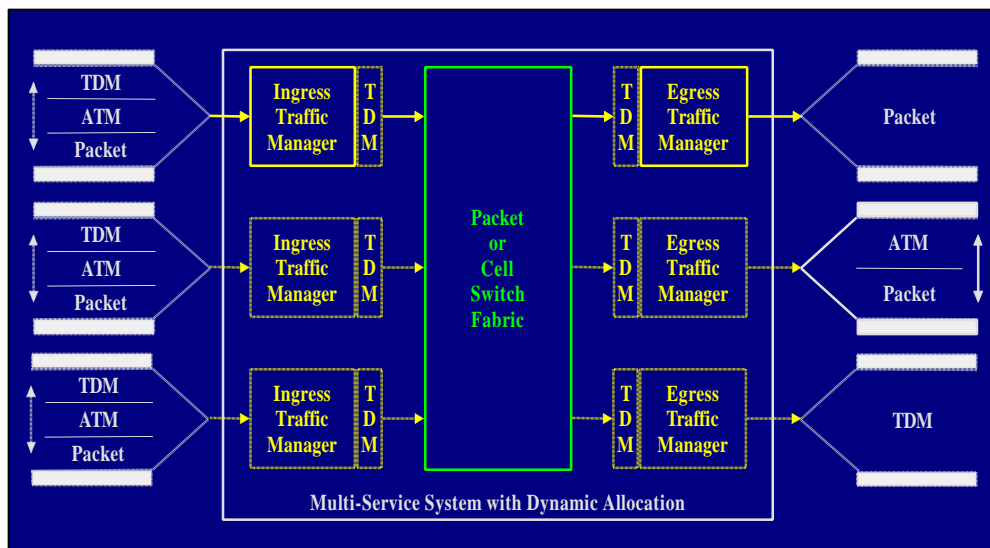 TDM
ATM
Packet
Ingress
Traffic
Manager
T
D
M
T
D
M
Egress
Traffic
Manager
Packet
TDM
ATM
Packet
Ingress
Traffic
Manager
T
D
M
Packet
or
Cell
Switch
Fabric
T
D
M
Egress
Traffic
Manager
ATM
Packet
TDM
ATM
Packet
Ingress
Traffic
Manager
T
D
M
T
D
M
Egress
Traffic
Manager
TDM
Multi-Service System with Dynamic Allocation